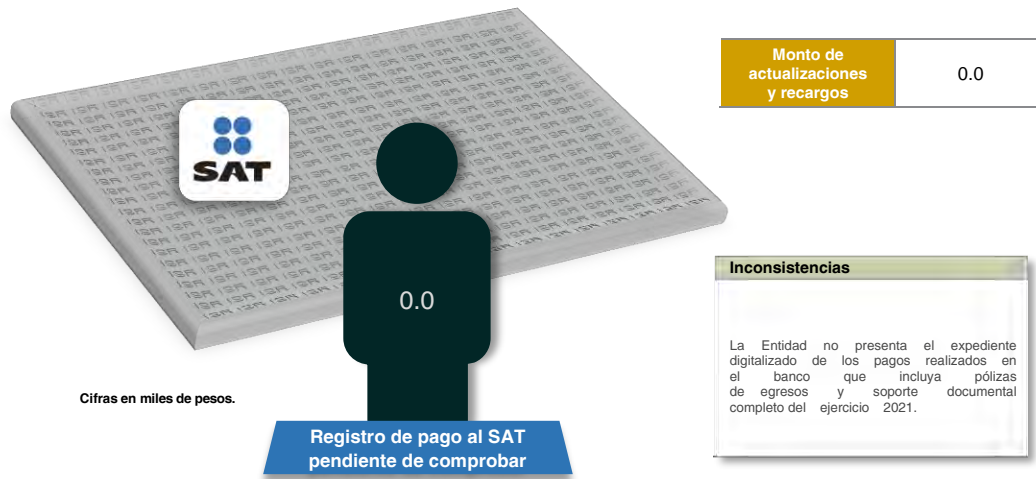 SAT
0.0
Cifras en miles de pesos.
Registro de pago al SAT
pendiente de comprobar
Monto de
actualizaciones
y recargos
0.0
Inconsistencias
La Entidad no presenta el expediente
digitalizado de los pagos realizados en
el banco que incluya pólizas
de egresos y soporte documental
completo del ejercicio 2021.